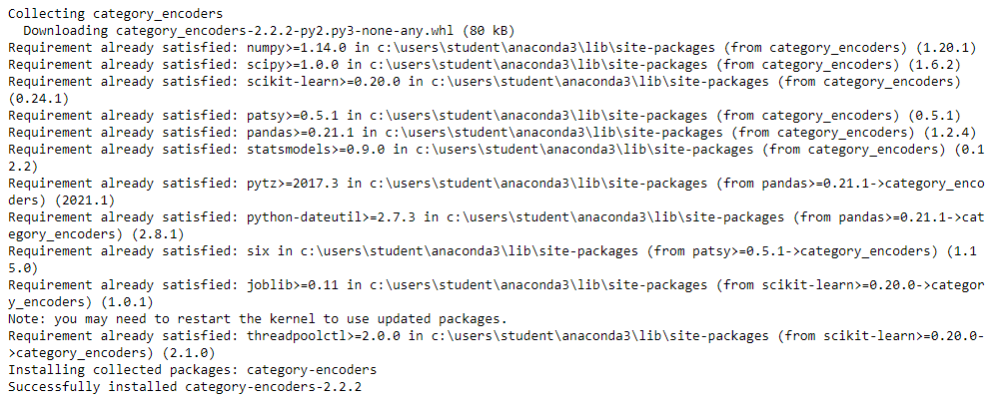 Collecting category_encoders
  Downloading category_encoders-2.2.2-py2.py3-none-any.whl (80 kB)
Requirement already satisfied: numpy>=1.14.0 in c:\users\student\anaconda3\lib\site-packages (from category_encoders) (1.20.1)
Requirement already satisfied: scipy>=1.0.0 in c:\users\student\anaconda3\lib\site-packages (from category_encoders) (1.6.2)
Requirement already satisfied: scikit-learn>=0.20.0 in c:\users\student\anaconda3\lib\site-packages (from category_encoders)
(0.24.1)
Requirement already satisfied: patsy>=0.5.1 in c:\users\student\anaconda3\lib\site-packages (from category_encoders) (0.5.1)
Requirement already satisfied: pandas>=0.21.1 in c:\users\student\anaconda3\lib\site-packages (from category_encoders) (1.2.4)
Requirement already satisfied: statsmodels>=0.9.0 in c:\users\student\anaconda3\lib\site-packages (from category_encoders) (0.1
2.2)
Requirement already satisfied: pytz>=2017.3 in c:\users\student\anaconda3\lib\site-packages (from pandas>=0.21.1->category_enco
ders) (2021.1)
Requirement already satisfied: python-dateutil>=2.7.3 in c:\users\student\anaconda3\lib\site-packages (from pandas>=0.21.1->cat
egory_encoders) (2.8.1)
Requirement already satisfied: six in c:\users\student\anaconda3\lib\site-packages (from patsy>=0.5.1->category_encoders) (1.1
5.0)
Requirement already satisfied: joblib>=0.11 in c:\users\student\anaconda3\lib\site-packages (from scikit-learn>=0.20.0->categor
y_encoders) (1.0.1)
Note: you may need to restart the kernel to use updated packages.
Requirement already satisfied: threadpoolctl>=2.0.0 in c:\users\student\anaconda3\lib\site-packages (from scikit-learn>=0.20.0-
>category_encoders) (2.1.0)
Installing collected packages: category-encoders
Successfully installed category-encoders-2.2.2